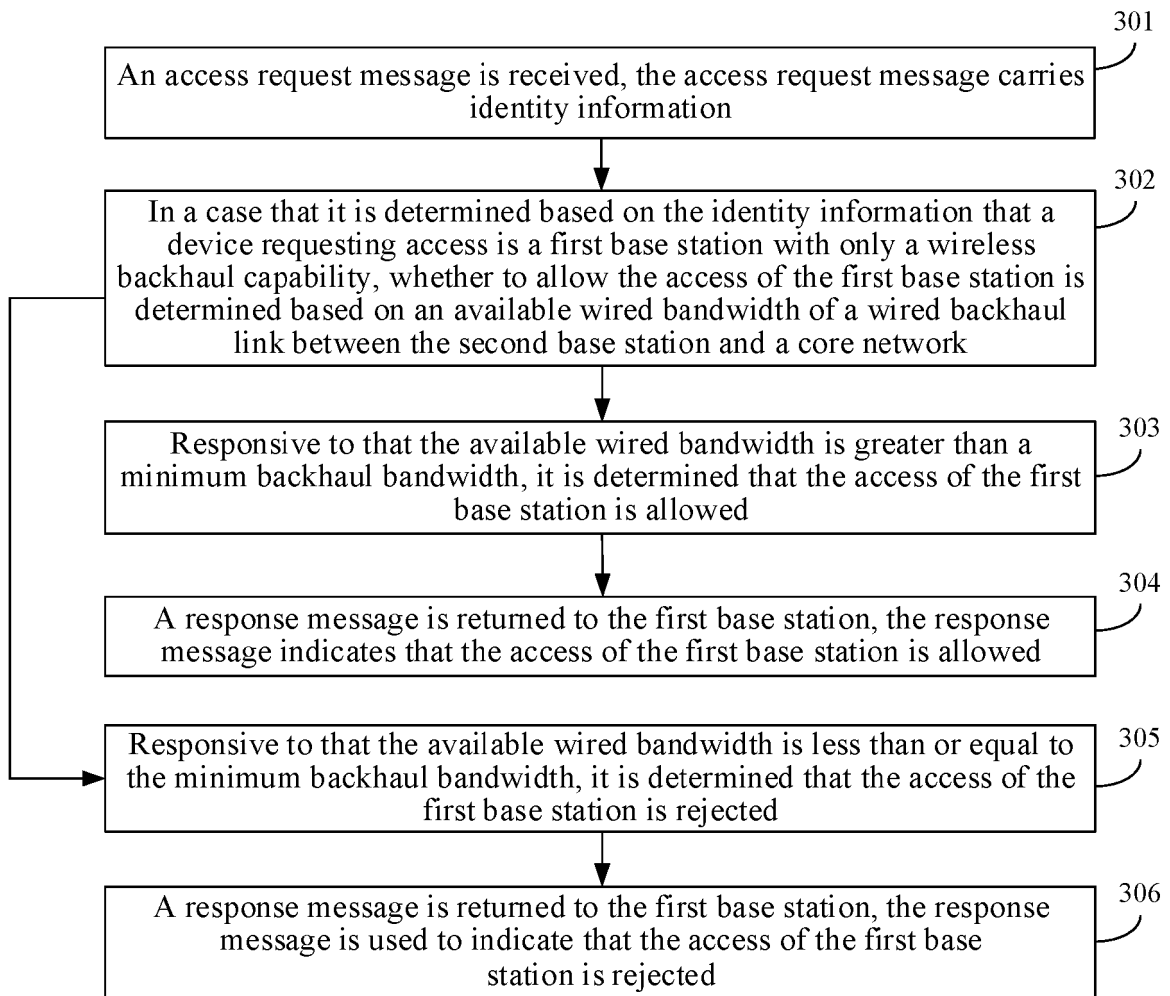 301
An access request message is received, the access request message carries
identity information
302
In a case that it is determined based on the identity information that a
device requesting access is a first base station with only a wireless
backhaul capability, whether to allow the access of the first base station is
determined based on an available wired bandwidth of a wired backhaul
link between the second base station and a core network
303
Responsive to that the available wired bandwidth is greater than a
minimum backhaul bandwidth, it is determined that the access of the first
base station is allowed
304
A response message is returned to the first base station, the response
message indicates that the access of the first base station is allowed
305
Responsive to that the available wired bandwidth is less than or equal to
the minimum backhaul bandwidth, it is determined that the access of the
first base station is rejected
306
A response message is returned to the first base station, the response
message is used to indicate that the access of the first base
station is rejected